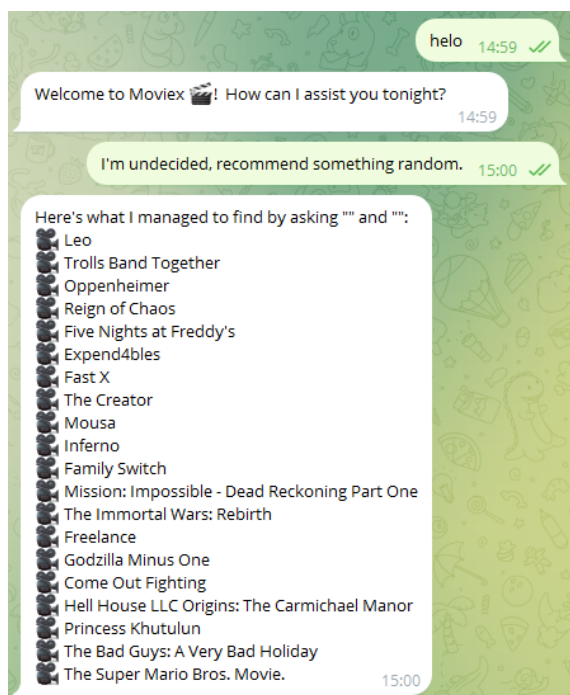 helo 14:59
Welcome to Moviex 🎬! How can I assist you tonight?
14:59
I'm undecided, recommend something random. 15:00
Here's what I managed to find by asking "" and "":
🎥 Leo
🎥 Trolls Band Together
🎥 Oppenheimer
🎥 Reign of Chaos
🎥 Five Nights at Freddy's
🎥 Expend4bles
🎥 Fast X
🎥 The Creator
🎥 Mousa
🎥 Inferno
🎥 Family Switch
🎥 Mission: Impossible - Dead Reckoning Part One
🎥 The Immortal Wars: Rebirth
🎥 Freelance
🎥 Godzilla Minus One
🎥 Come Out Fighting
🎥 Hell House LLC Origins: The Carmichael Manor
🎥 Princess Khutulun
🎥 The Bad Guys: A Very Bad Holiday
🎥 The Super Mario Bros. Movie. 15:00